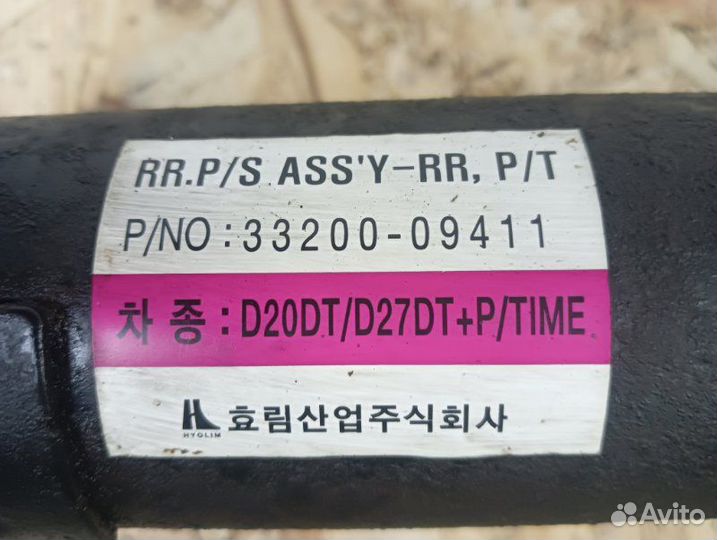 RR.P/S ASS'Y-RR, P/T
P/NO : 33200-09411
차 종 : D20DT/D27DT+P/TIME
HYOLIM 효림산업주식회사
Avito